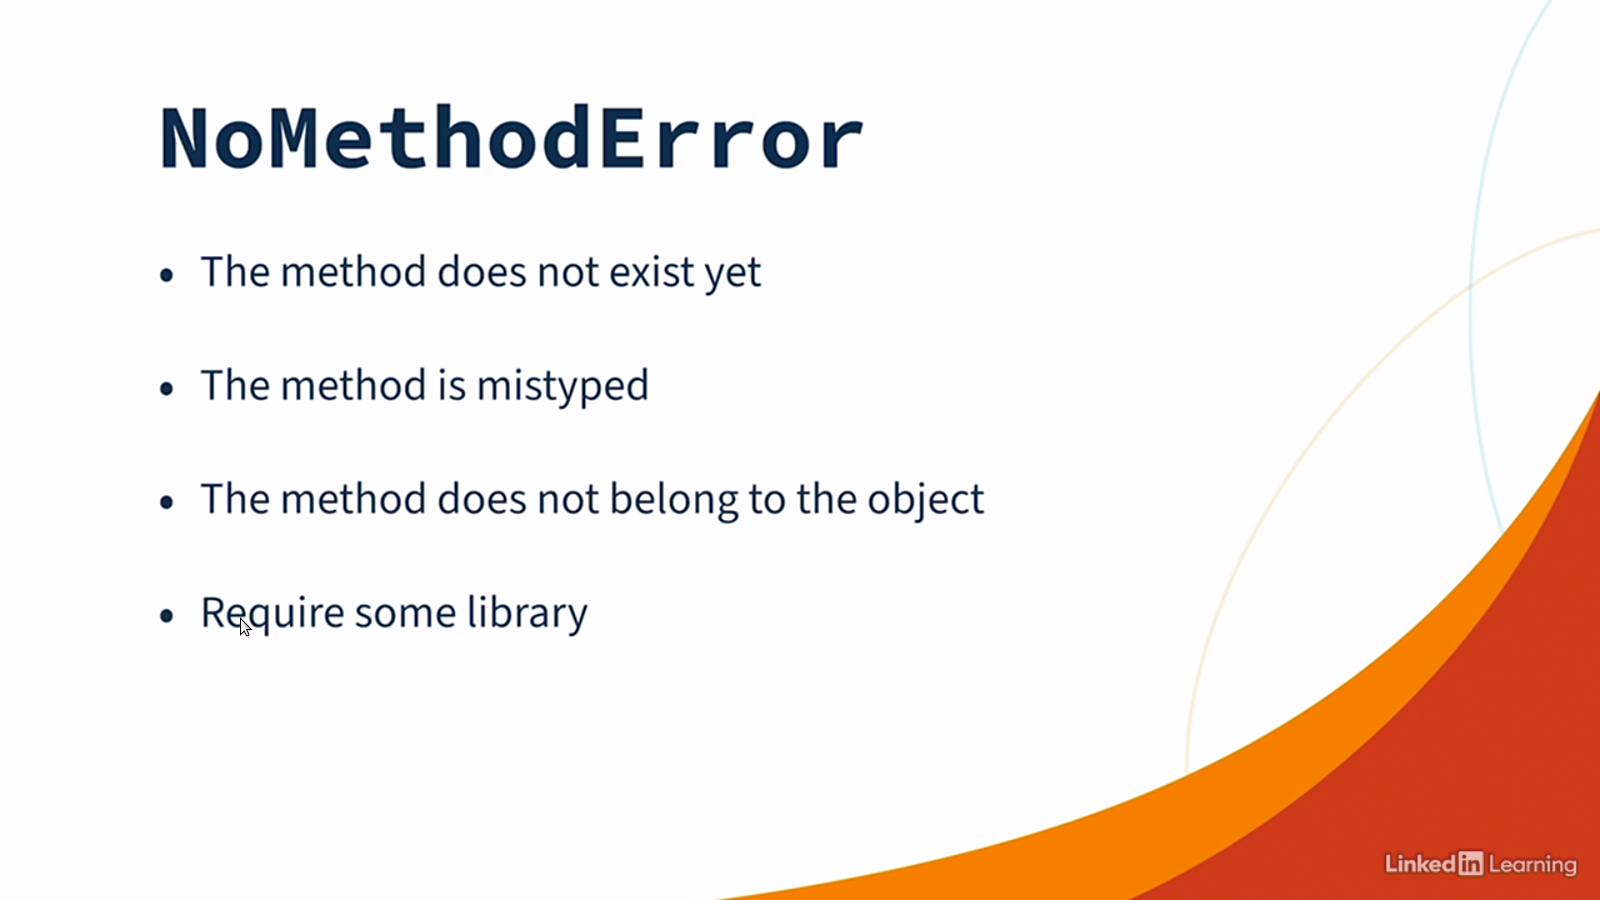 NoMethodError
• The method does not exist yet
• The method is mistyped
• The method does not belong to the object
• Require some library
Linked in Learning